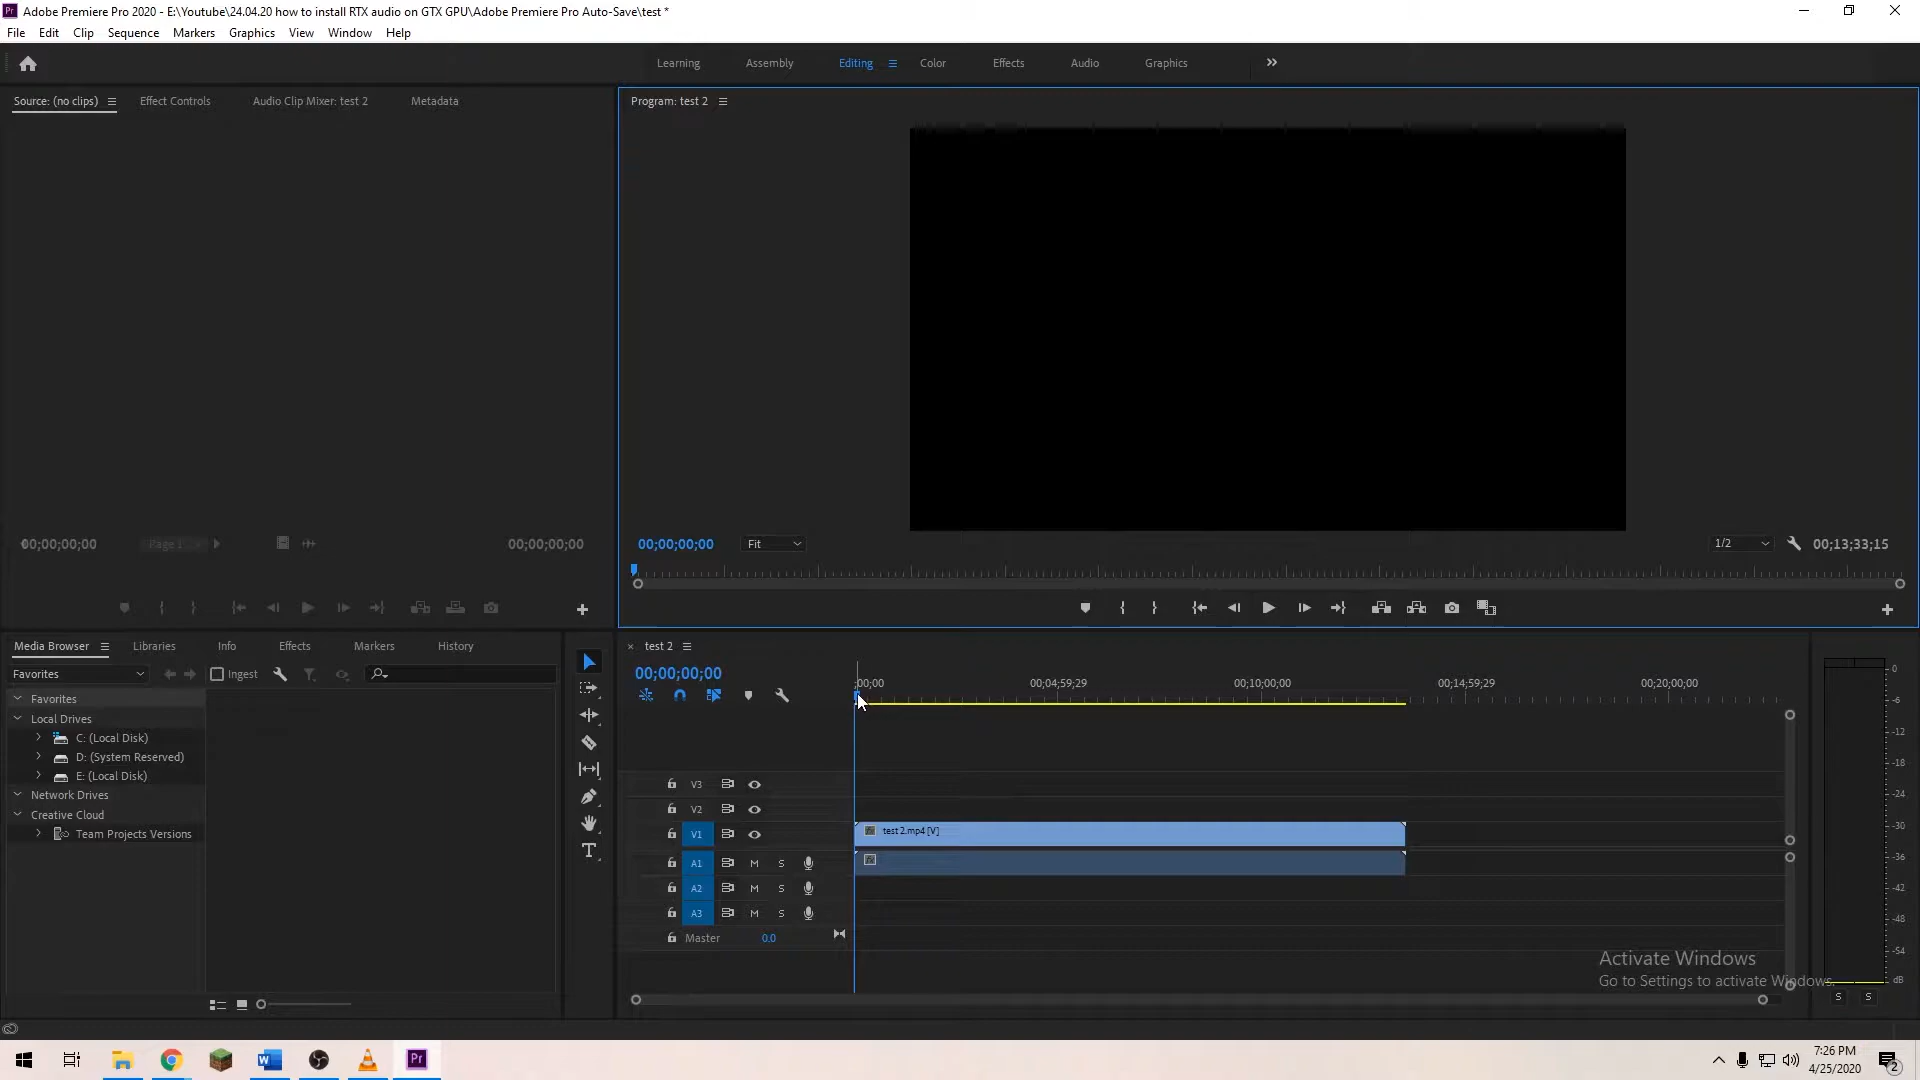 Pr Adobe Premiere Pro 2020 - E:\Youtube\24.04.20 how to install RTX audio on GTX GPU\Adobe Premiere Pro Auto-Save\test *
File Edit Clip Sequence Markers Graphics View Window Help
Learning Assembly Editing Color Effects Audio Graphics
Source: (no clips) Effect Controls Audio Clip Mixer: test 2 Metadata
Program: test 2
00;00;00;00 Page 1 00;00;00;00
00;00;00;00 Fit 1/2 00;13;33;15
Media Browser Libraries Info Effects Markers History
Favorites Ingest
Favorites
Local Drives
C: (Local Disk)
D: (System Reserved)
E: (Local Disk)
Network Drives
Creative Cloud
Team Projects Versions
× test 2
00;00;00;00
;00;00 00;04;59;29 00;10;00;00 00;14;59;29 00;20;00;00
V3
V2
V1 test 2.mp4 [V]
A1 M S
A2 M S
A3 M S
Master 0.0
0
-6
-12
-18
-24
-30
-36
-42
-48
-54
dB
S S
Activate Windows
Go to Settings to activate Windows.
7:26 PM
4/25/2020
2